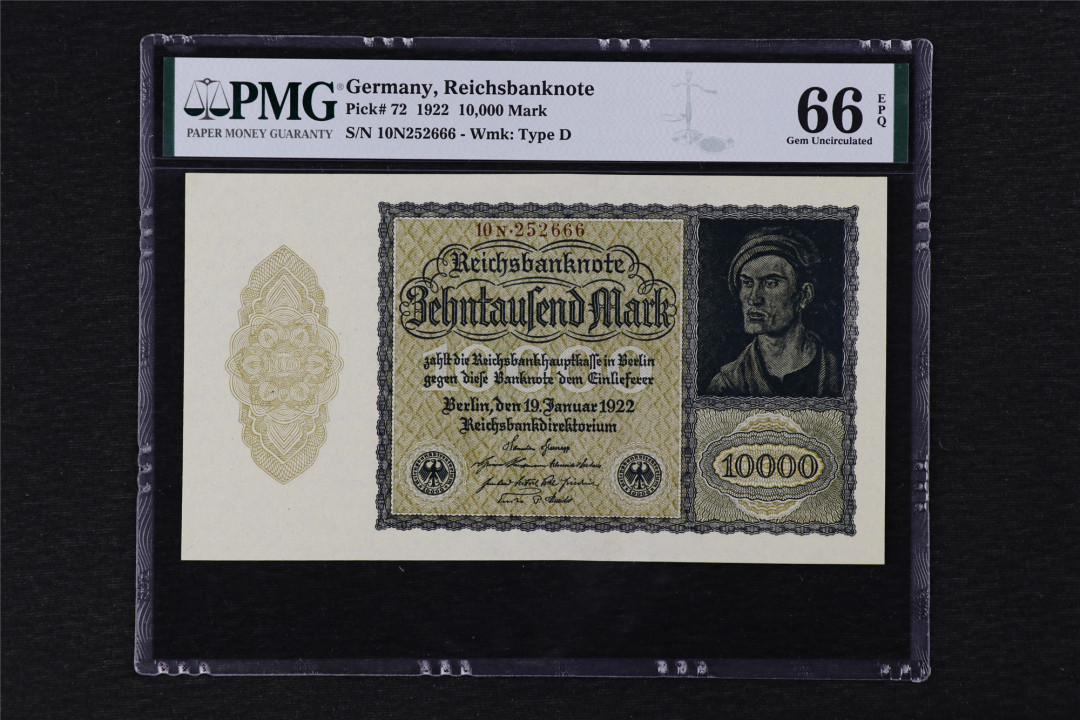 PMG®
PAPER MONEY GUARANTY
Germany, Reichsbanknote
Pick# 72 1922 10,000 Mark
S/N 10N252666 - Wmk: Type D
66 EPQ
Gem Uncirculated
10N·252666
Reichsbanknote
Zehntauſend Mark
10000
zahlt die Reichsbankhauptkaſſe in Berlin
gegen dieſe Banknote dem Einlieferer
Berlin, den 19. Januar 1922
Reichsbankdirektorium
10000